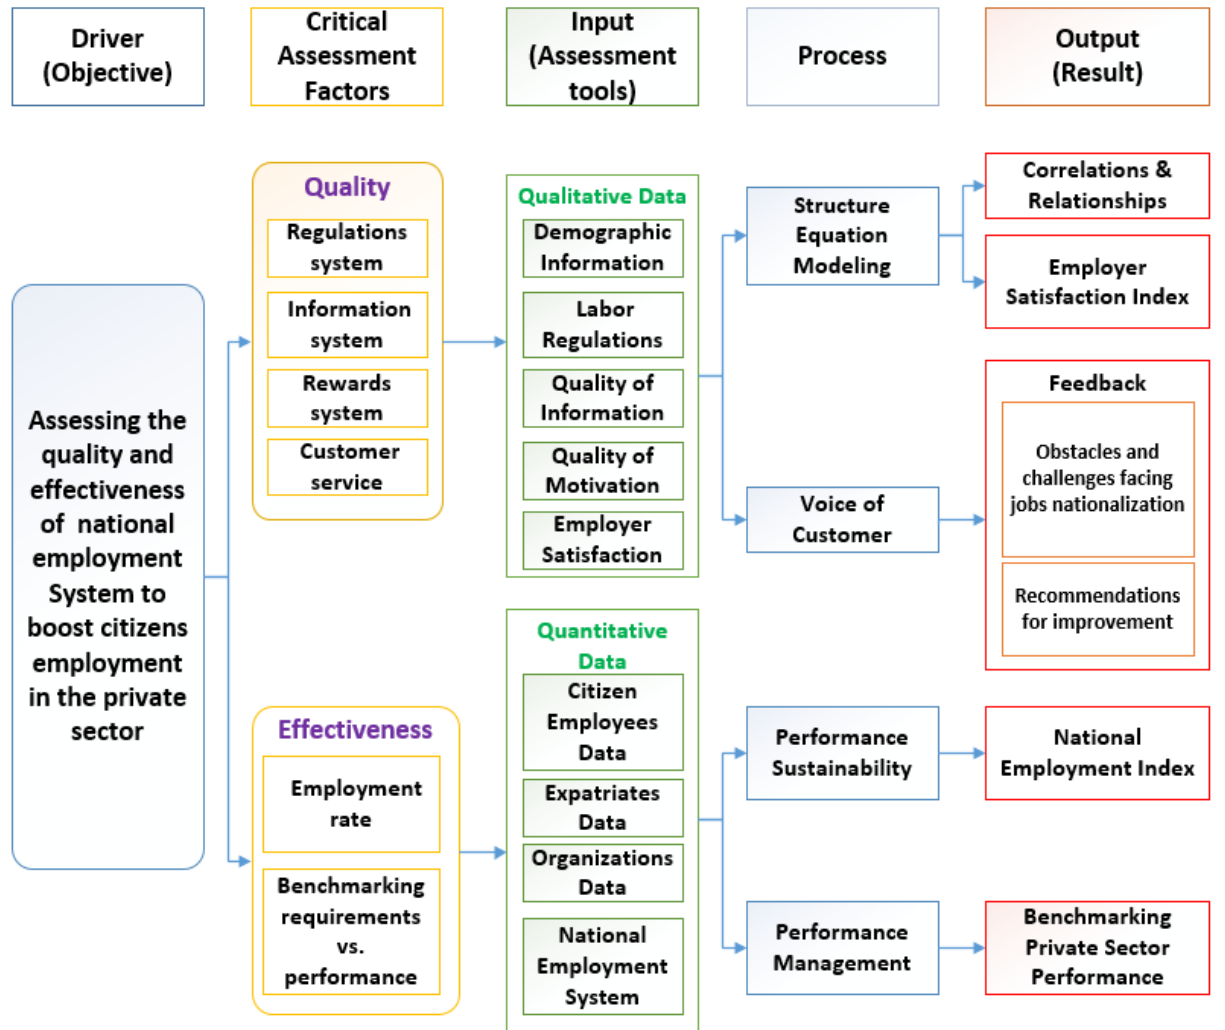 Driver
(Objective)
Critical
Assessment
Factors
Input
(Assessment
tools)
Process
Output
(Result)
Assessing the
quality and
effectiveness
of national
employment
System to
boost citizens
employment
in the private
sector
Quality
Regulations
system
Information
system
Rewards
system
Customer
service
Effectiveness
Employment
rate
Benchmarking
requirements
vs.
performance
Qualitative Data
Demographic
Information
Labor
Regulations
Quality of
Information
Quality of
Motivation
Employer
Satisfaction
Quantitative
Data
Citizen
Employees
Data
Expatriates
Data
Organizations
Data
National
Employment
System
Structure
Equation
Modeling
Voice of
Customer
Performance
Sustainability
Performance
Management
Correlations &
Relationships
Employer
Satisfaction Index
Feedback
Obstacles and
challenges facing
jobs nationalization
Recommendations
for improvement
National
Employment Index
Benchmarking
Private Sector
Performance